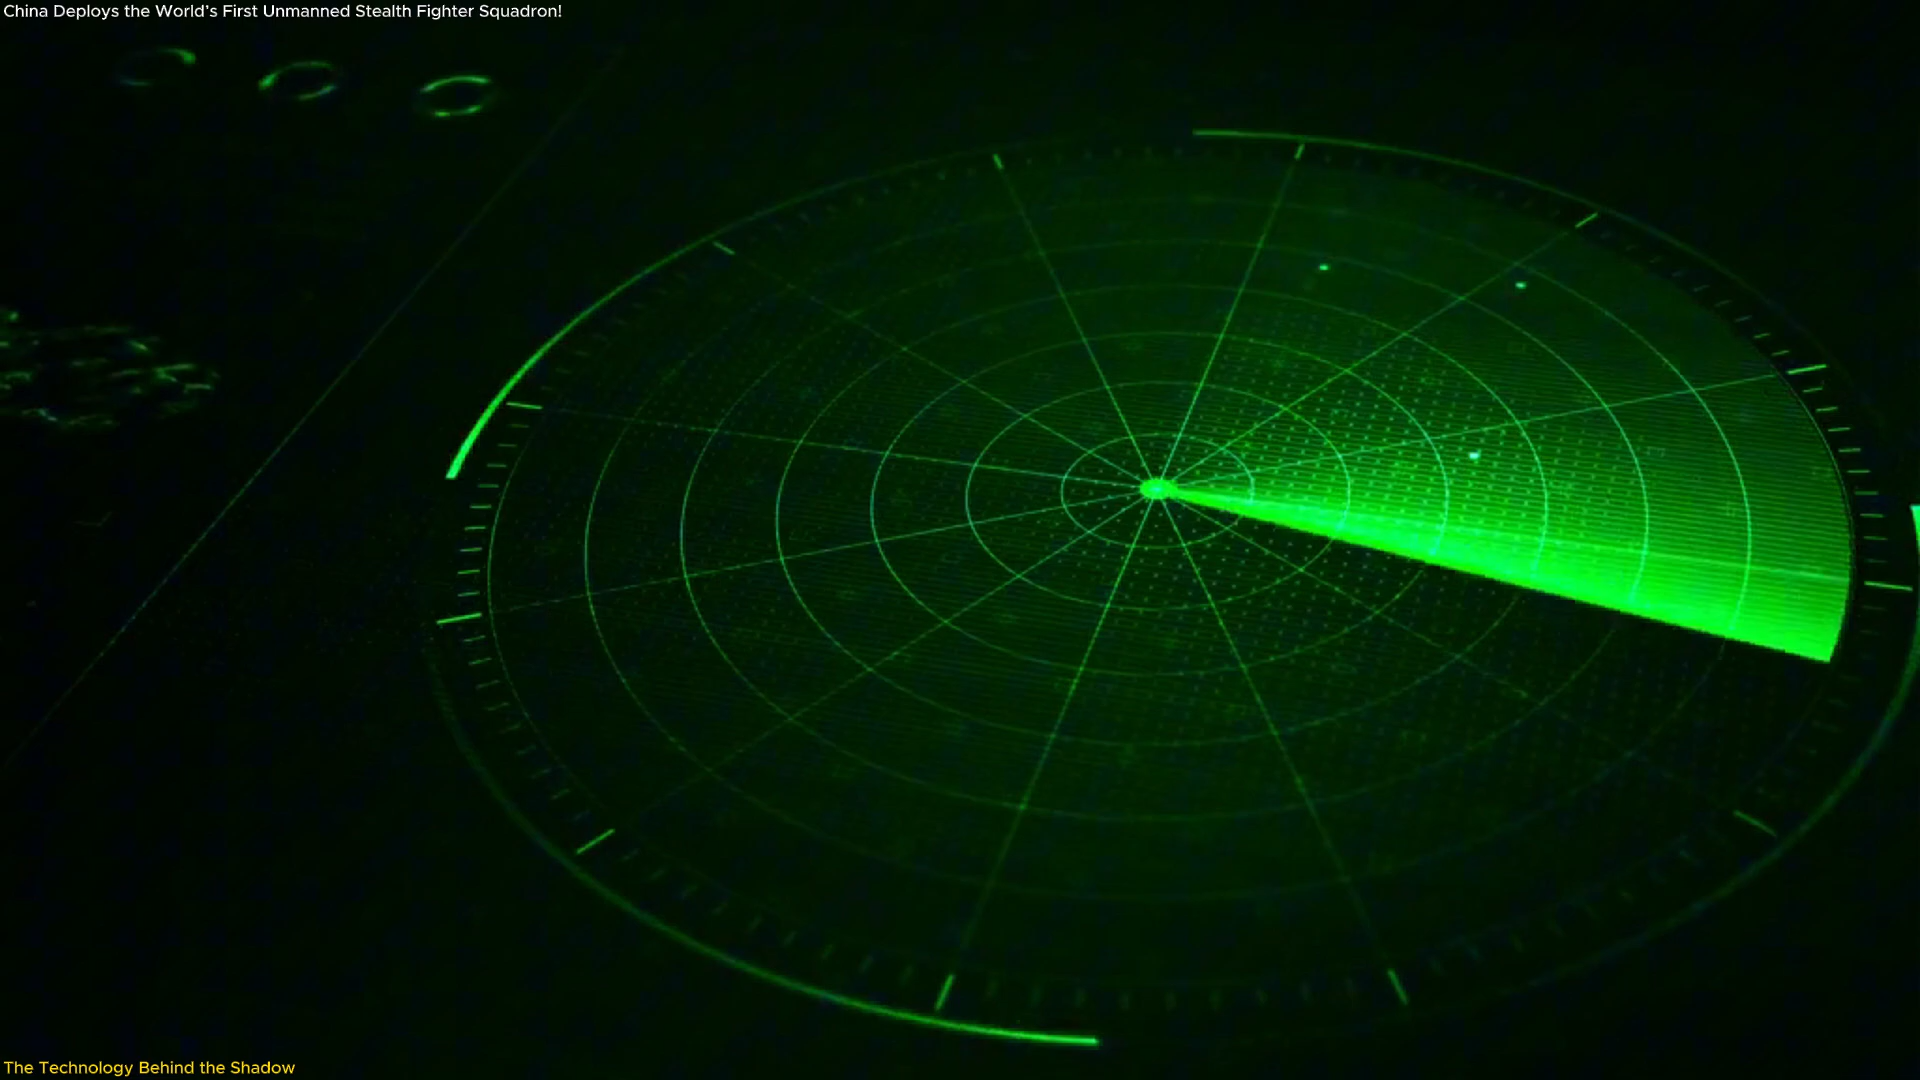 China Deploys the World’s First Unmanned Stealth Fighter Squadron!
The Technology Behind the Shadow